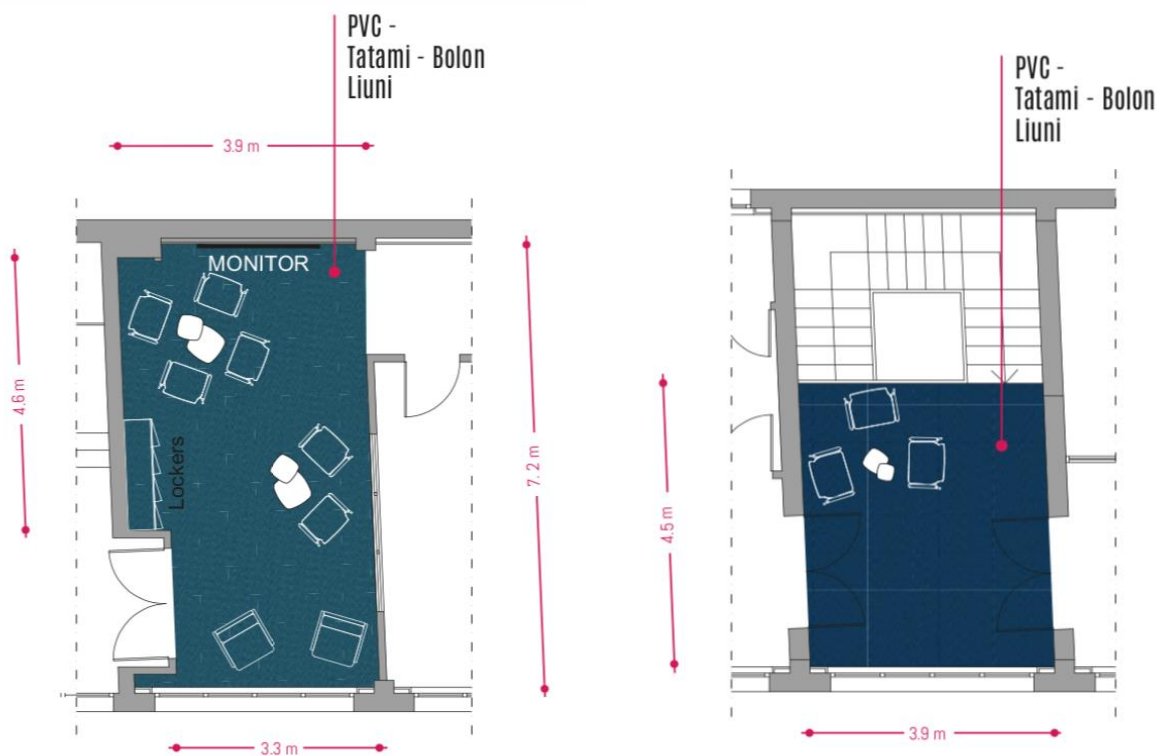 PVC -
Tatami - Bolon
Liuni
3.9 m
MONITOR
4.6 m
Lockers
7.2 m
3.3 m
PVC -
Tatami - Bolon
Liuni
4.5 m
3.9 m